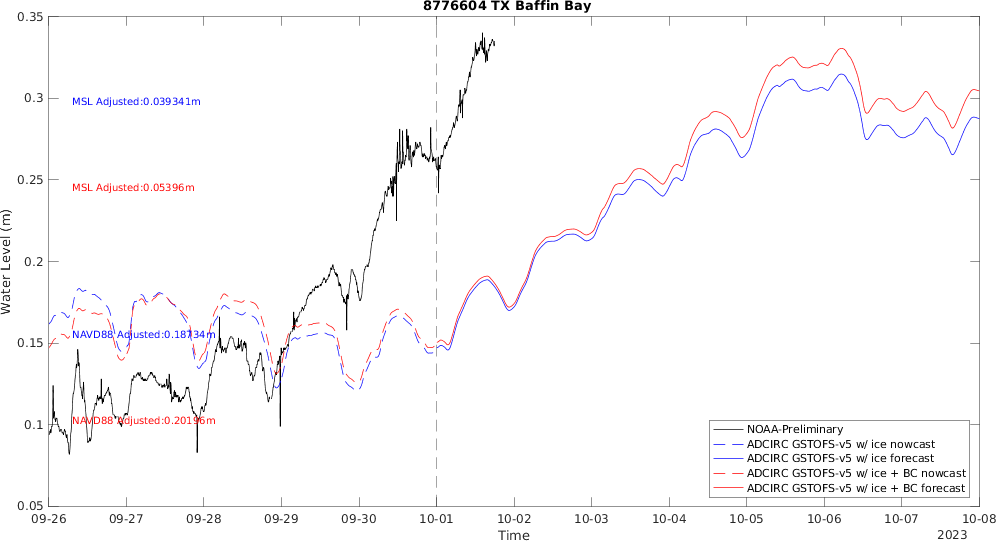 8776604 TX Baffin Bay
0.35
0.3
0.25
0.2
0.15
0.1
0.05
Water Level (m)
MSL Adjusted:0.039341m
MSL Adjusted:0.05396m
NAVD88 Adjusted:0.18734m
NAVD88 Adjusted:0.20196m
NOAA-Preliminary
ADCIRC GSTOFS-v5 w/ ice nowcast
ADCIRC GSTOFS-v5 w/ ice forecast
ADCIRC GSTOFS-v5 w/ ice + BC nowcast
ADCIRC GSTOFS-v5 w/ ice + BC forecast
09-26 09-27 09-28 09-29 09-30 10-01 10-02 10-03 10-04 10-05 10-06 10-07 10-08
Time
2023